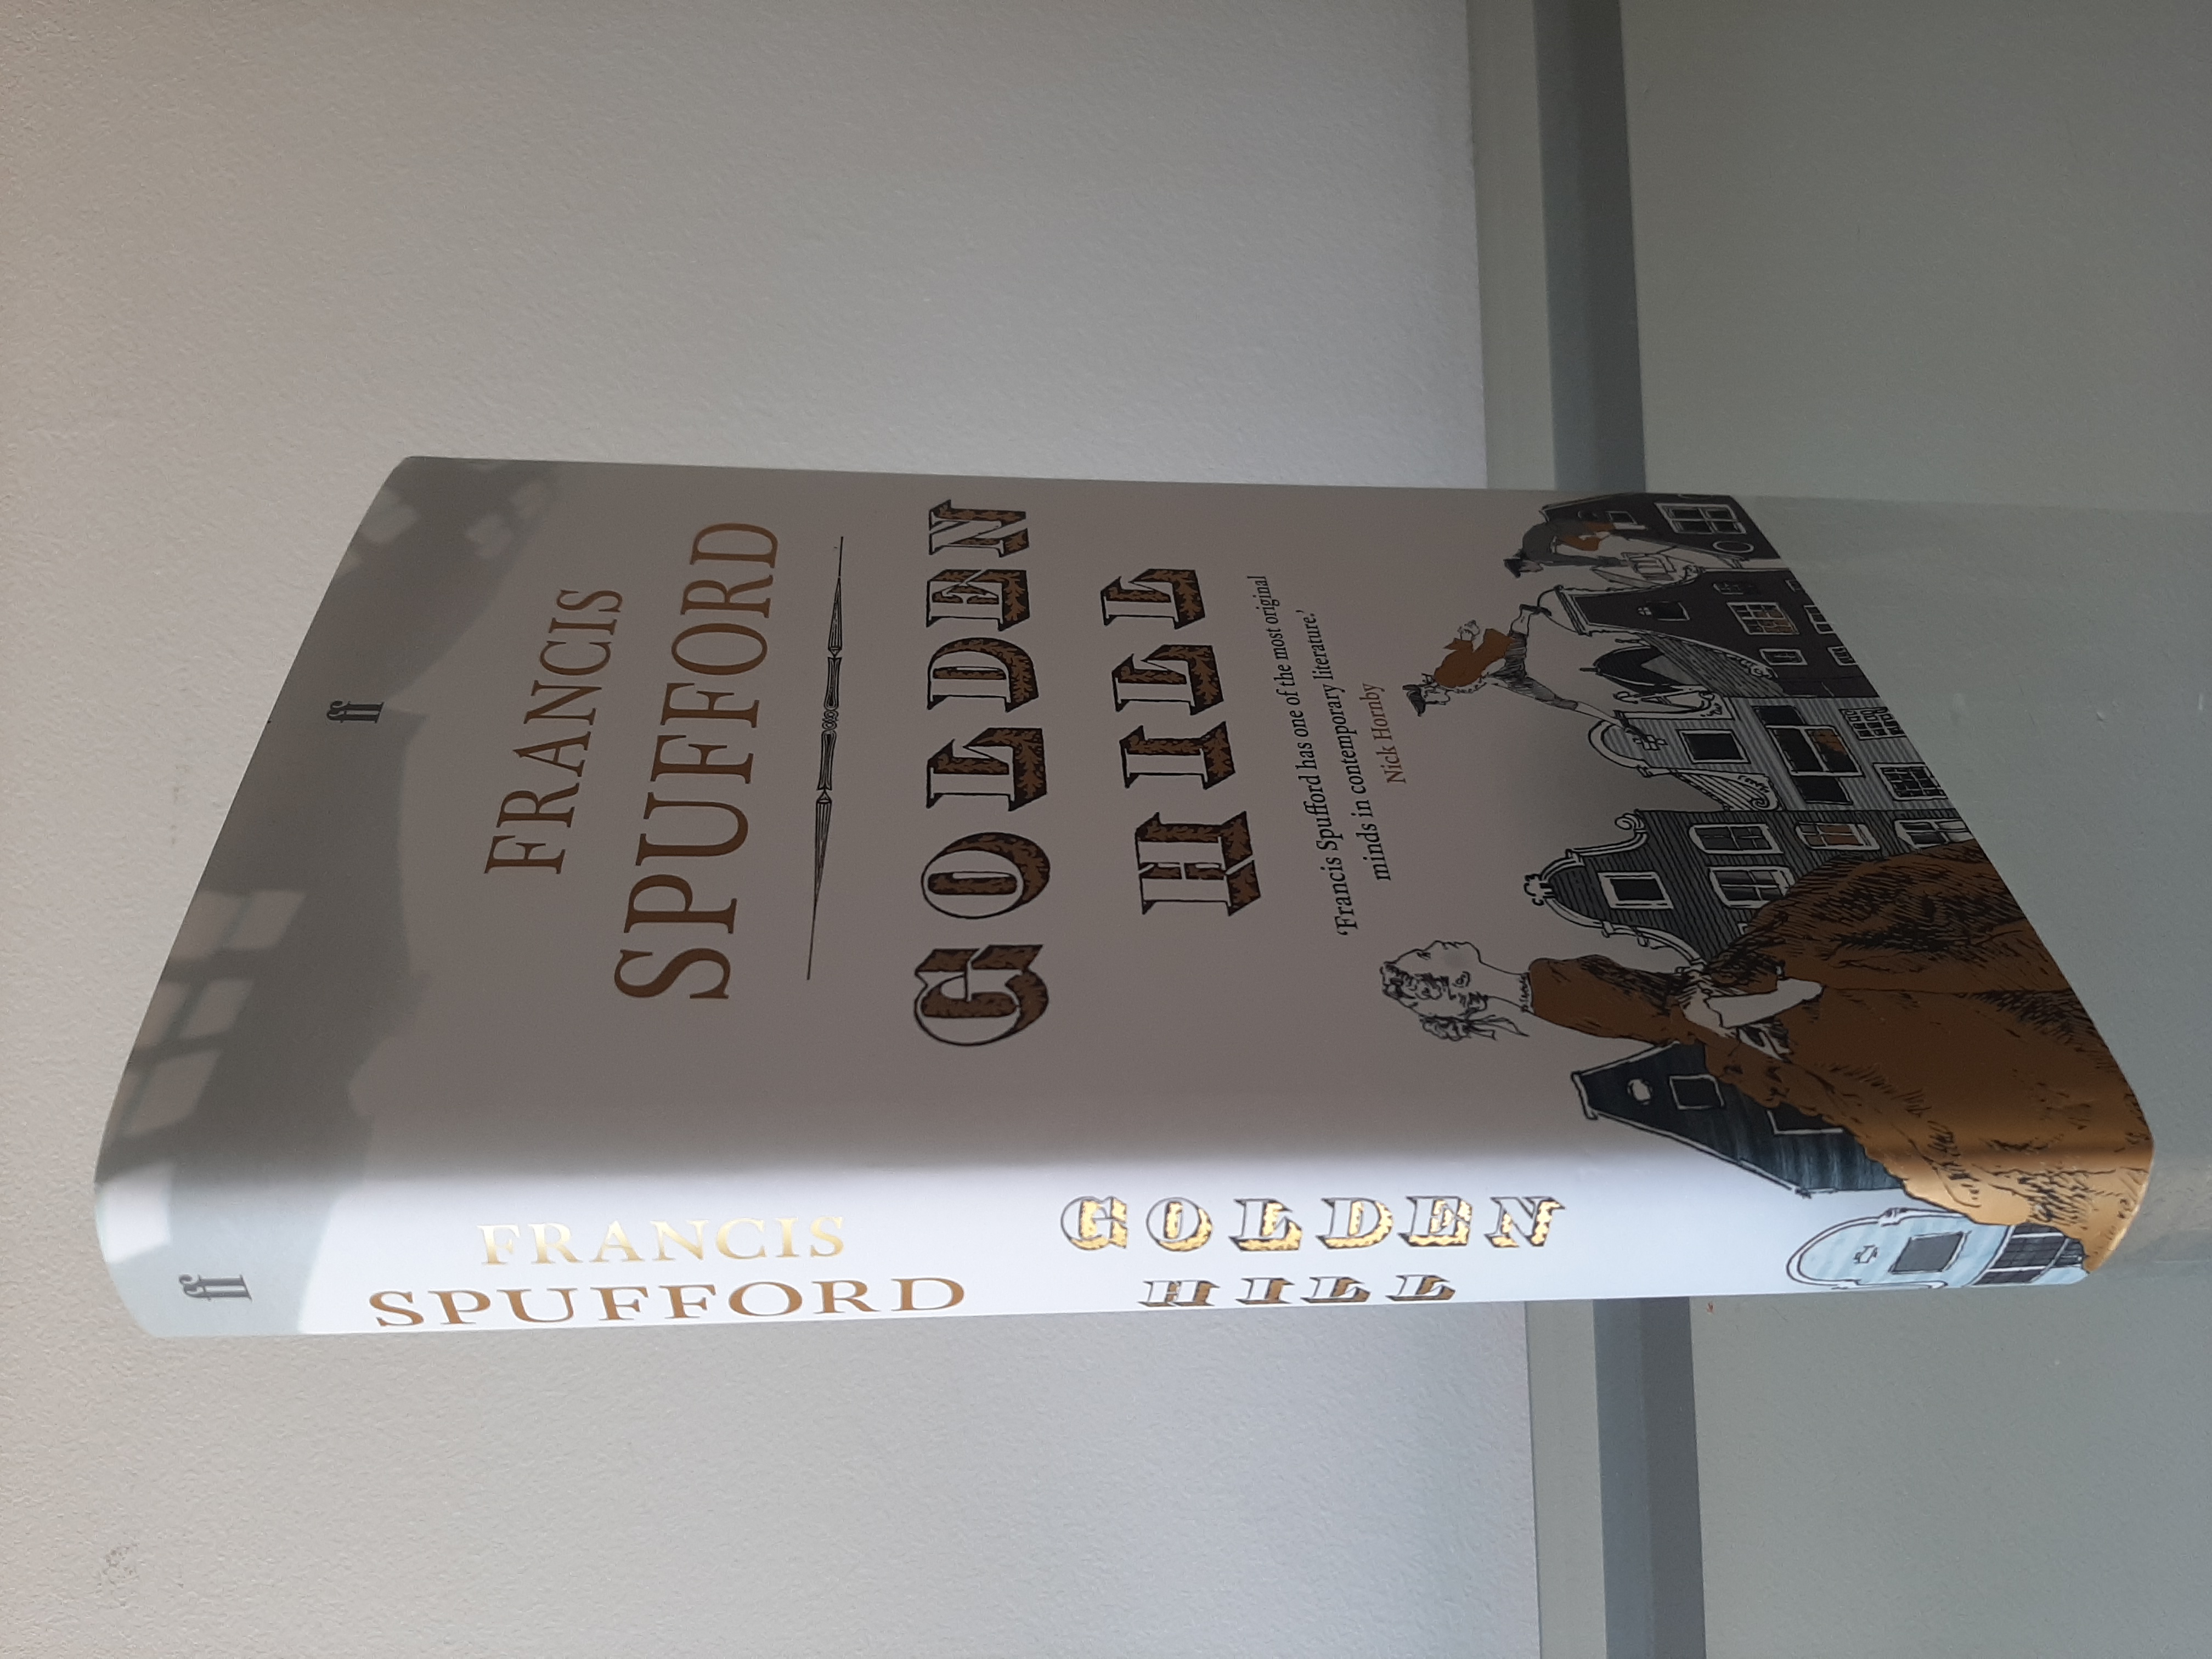 ff
FRANCIS
SPUFFORD
GOLDEN
HILL
‘Francis Spufford has one of the most original
minds in contemporary literature.’
Nick Hornby
ff
FRANCIS
SPUFFORD
GOLDEN
HILL